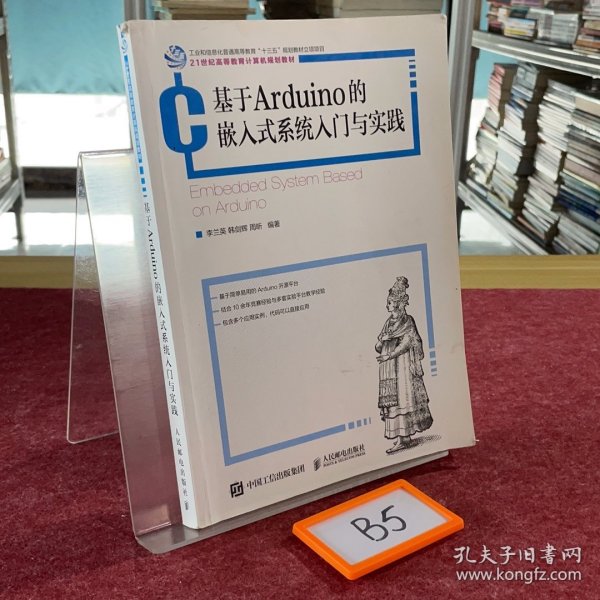 工业和信息化普通高等教育“十三五”规划教材立项项目
21世纪高等教育计算机规划教材
基于Arduino的
嵌入式系统入门与实践
Embedded System Based
on Arduino
李兰英 韩剑辉 周昕 编著
基于简单易用的Arduino开源平台
结合10余年竞赛经验与多套实验平台教学经验
包含多个应用实例，代码可以直接应用
中国工信出版集团
人民邮电出版社
POSTS & TELECOM PRESS
基于Arduino的嵌入式系统入门与实践
人民邮电出版社
B5
孔夫子旧书网
www.kongfz.com